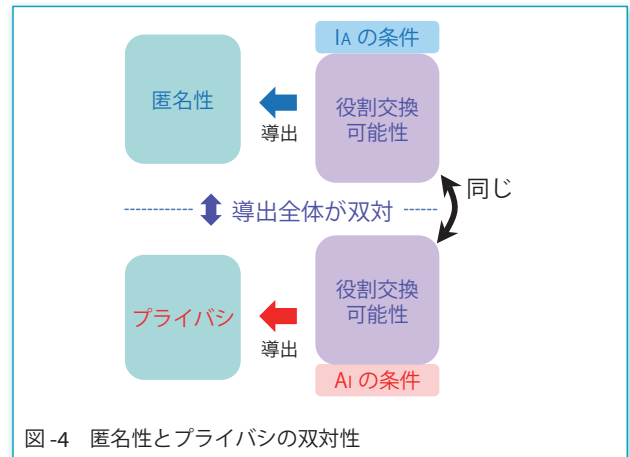 IA の条件
匿名性
導出
役割交換
可能性
同じ
導出全体が双対
役割交換
可能性
プライバシ
導出
AI の条件
図 -4　匿名性とプライバシの双対性